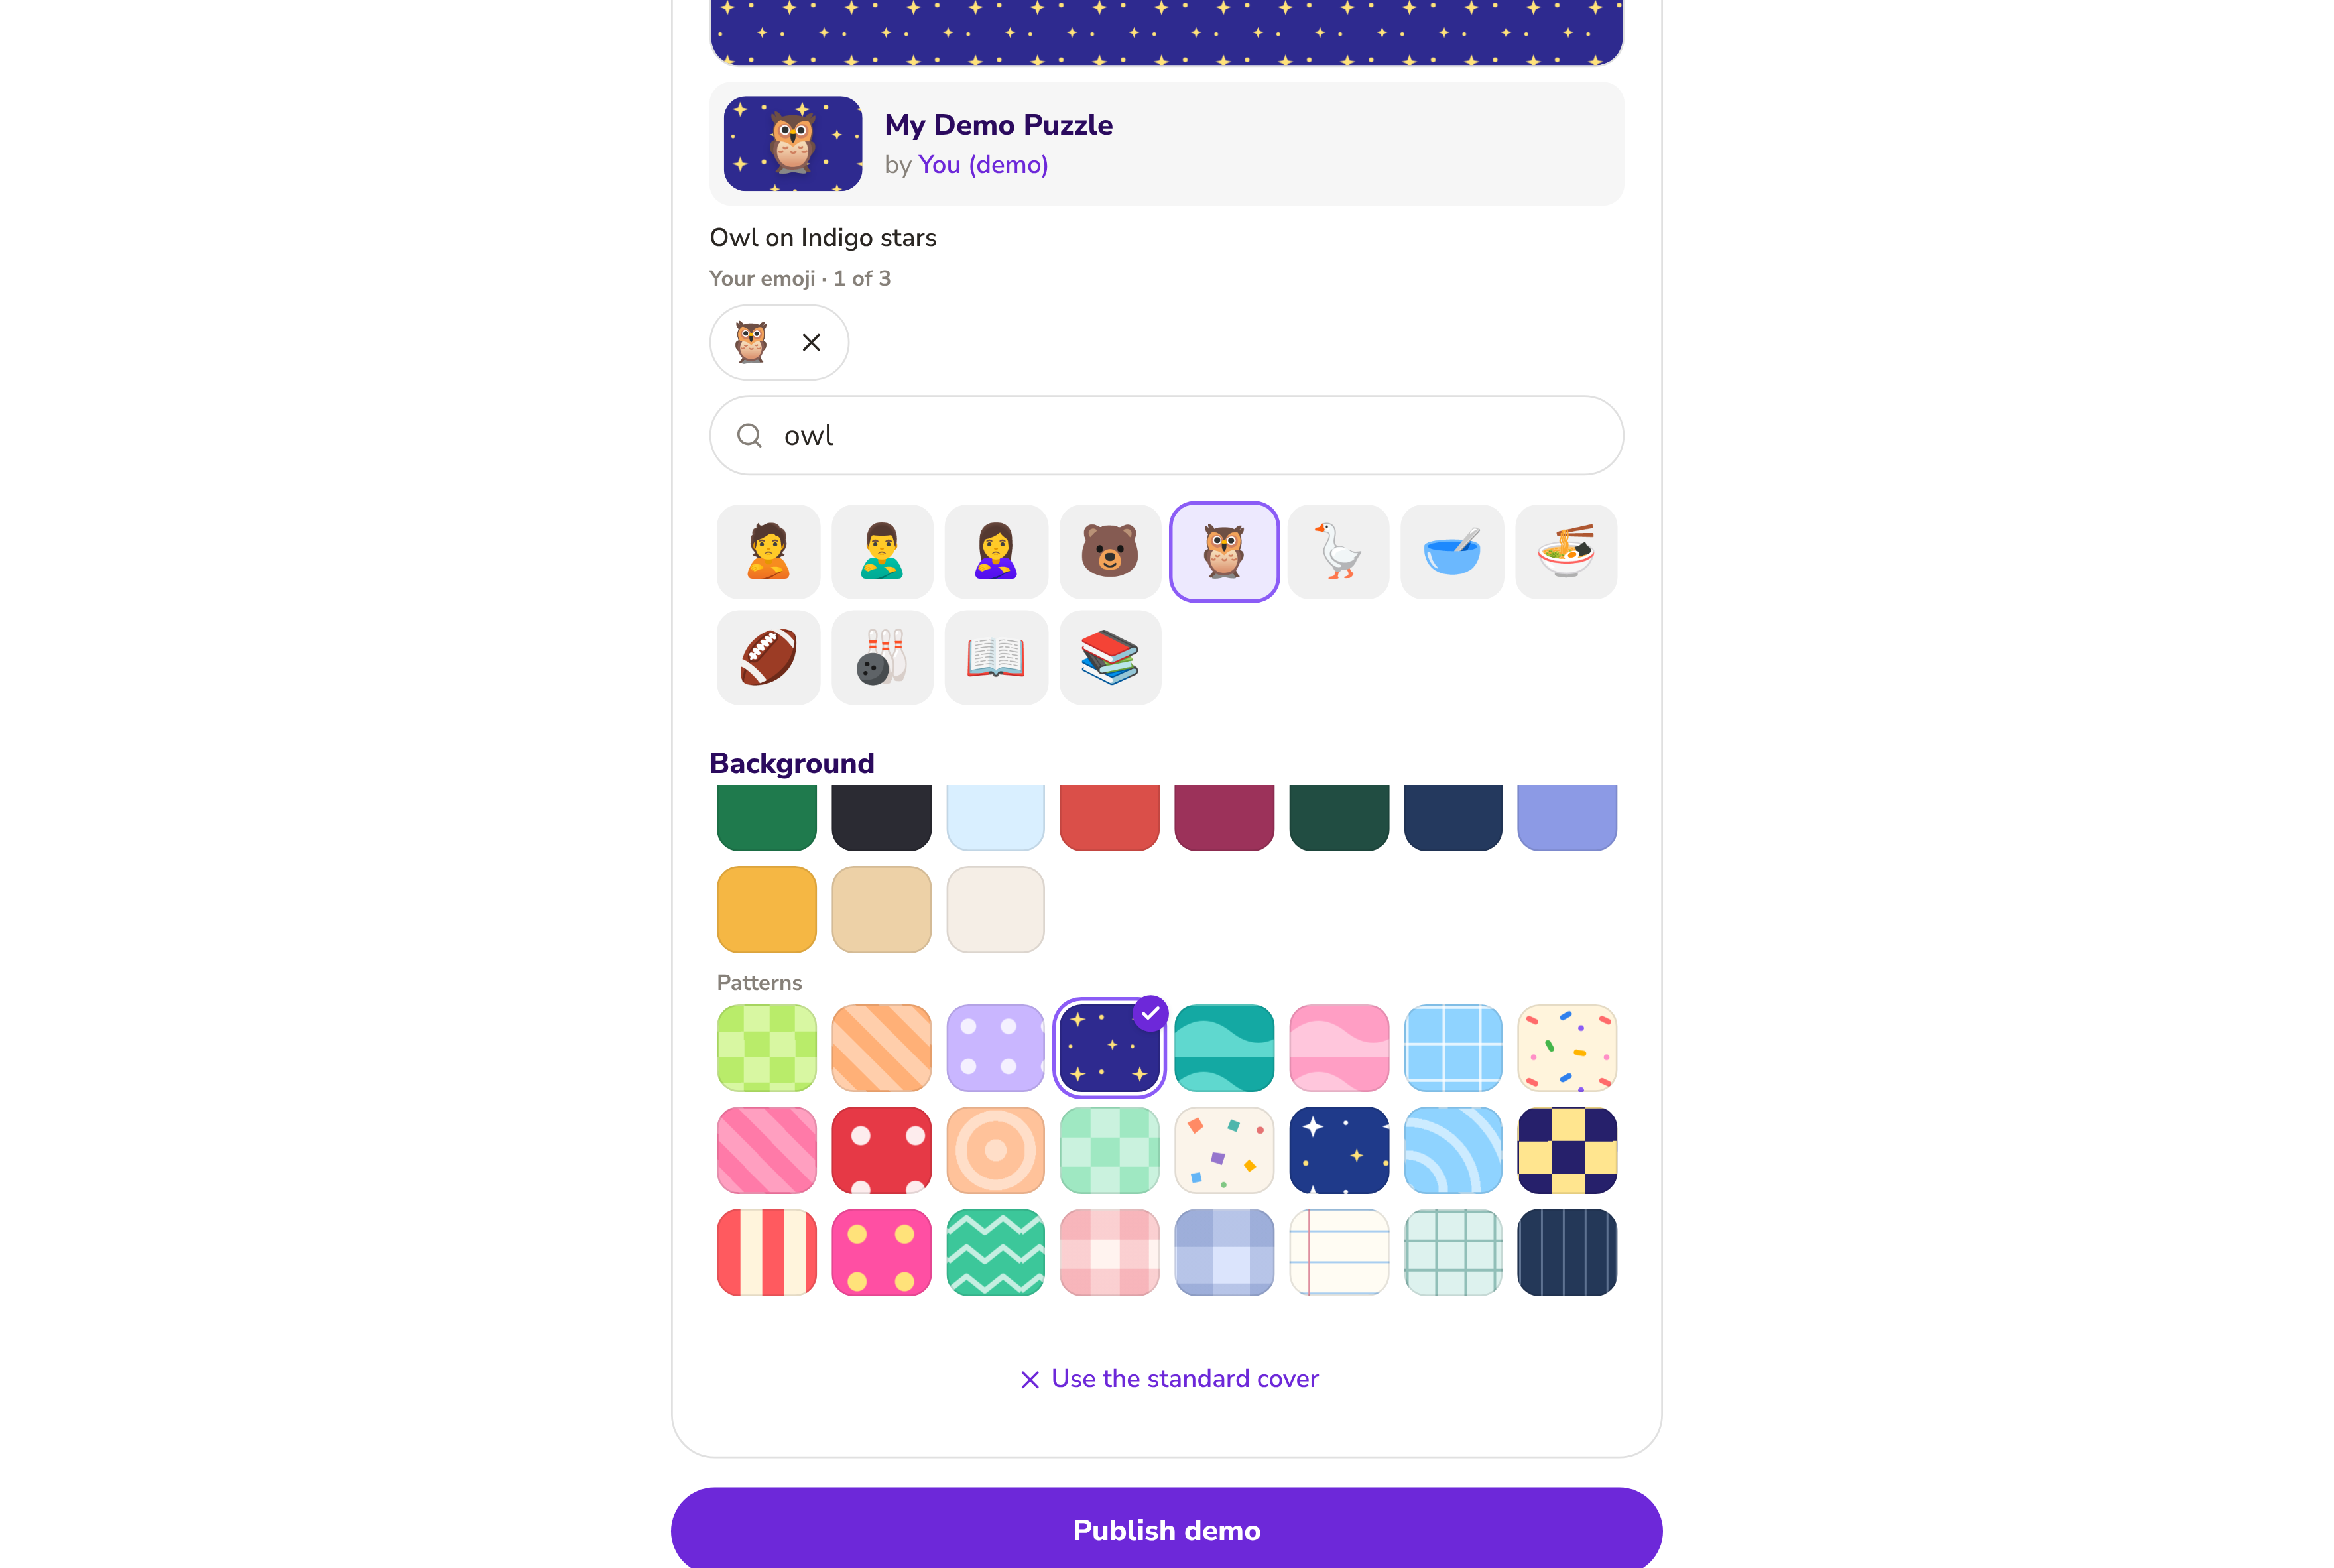 My Demo Puzzle
by You (demo)
Owl on Indigo stars
Your emoji · 1 of 3
owl
Background
Patterns
Use the standard cover
Publish demo